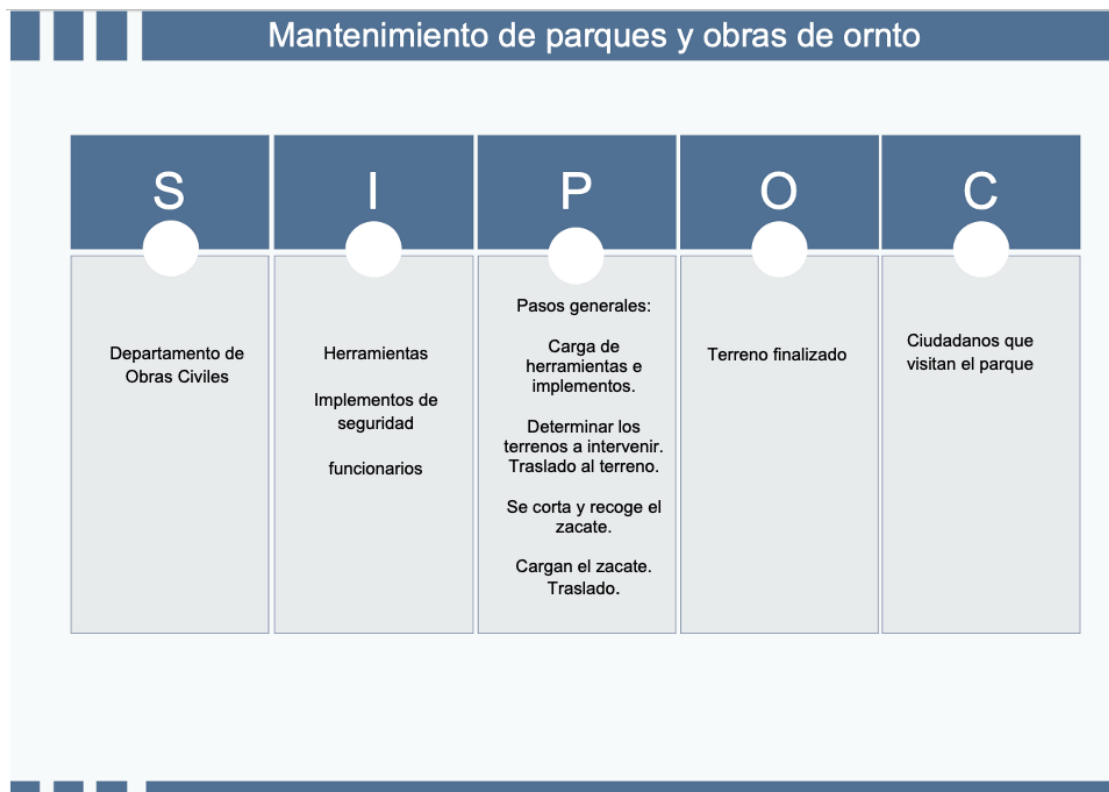 Mantenimiento de parques y obras de ornto
S
I
P
O
C
Departamento de
Obras Civiles
Herramientas
Implementos de
seguridad
funcionarios
Pasos generales:
Carga de
herramientas e
implementos.
Determinar los
terrenos a intervenir.
Traslado al terreno.
Se corta y recoge el
zacate.
Cargan el zacate.
Traslado.
Terreno finalizado
Ciudadanos que
visitan el parque